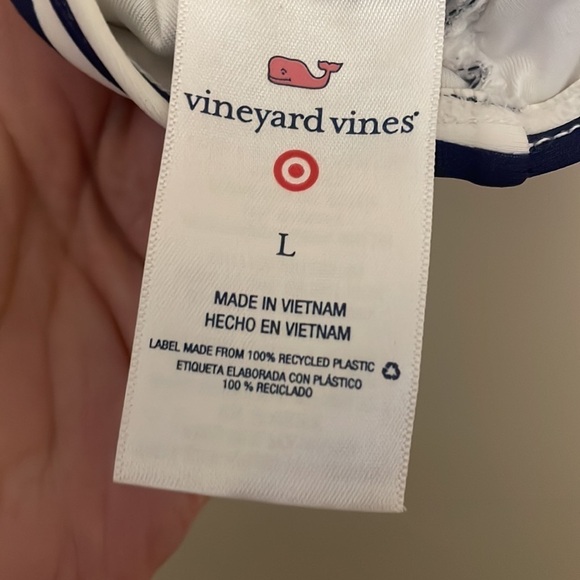 vineyard vines
L
MADE IN VIETNAM
HECHO EN VIETNAM
LABEL MADE FROM 100% RECYCLED PLASTIC
ETIQUETA ELABORADA CON PLÁSTICO
100 % RECICLADO